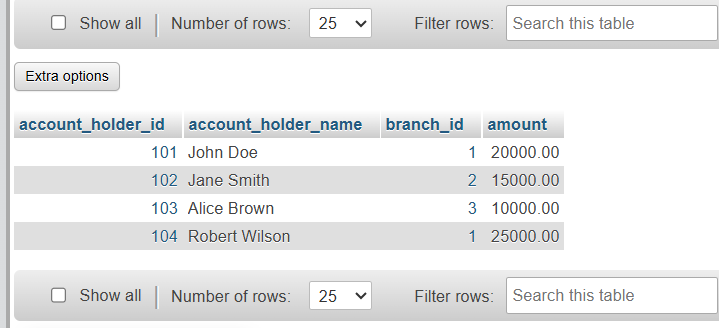 Show all Number of rows: 25 Filter rows: Search this table
Extra options
account_holder_id account_holder_name branch_id amount
101 John Doe 1 20000.00
102 Jane Smith 2 15000.00
103 Alice Brown 3 10000.00
104 Robert Wilson 1 25000.00
Show all Number of rows: 25 Filter rows: Search this table